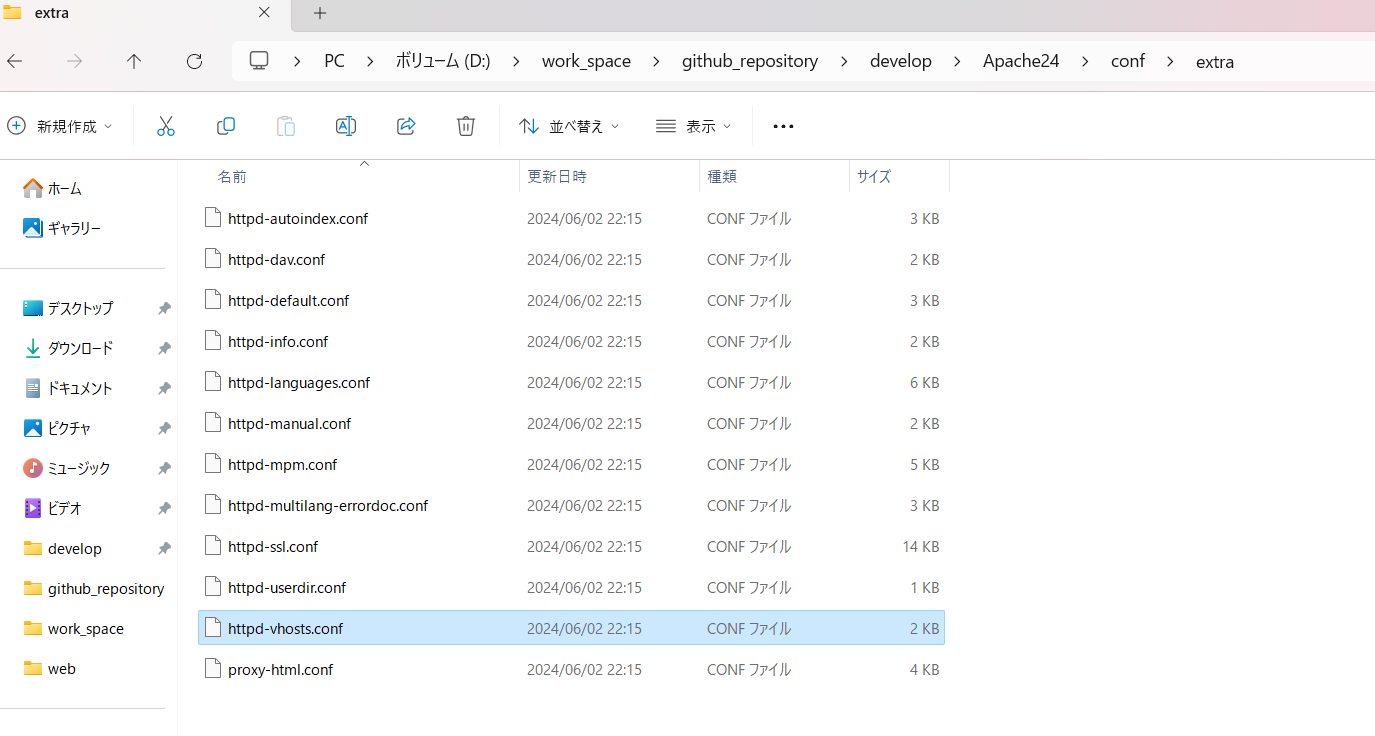 extra
PC ボリューム (D:) work_space github_repository develop Apache24 conf extra
新規作成 並べ替え 表示
名前 更新日時 種類 サイズ
ホーム
ギャラリー
デスクトップ
ダウンロード
ドキュメント
ピクチャ
ミュージック
ビデオ
develop
github_repository
work_space
web
httpd-autoindex.conf 2024/06/02 22:15 CONF ファイル 3 KB
httpd-dav.conf 2024/06/02 22:15 CONF ファイル 2 KB
httpd-default.conf 2024/06/02 22:15 CONF ファイル 3 KB
httpd-info.conf 2024/06/02 22:15 CONF ファイル 2 KB
httpd-languages.conf 2024/06/02 22:15 CONF ファイル 6 KB
httpd-manual.conf 2024/06/02 22:15 CONF ファイル 2 KB
httpd-mpm.conf 2024/06/02 22:15 CONF ファイル 5 KB
httpd-multilang-errordoc.conf 2024/06/02 22:15 CONF ファイル 3 KB
httpd-ssl.conf 2024/06/02 22:15 CONF ファイル 14 KB
httpd-userdir.conf 2024/06/02 22:15 CONF ファイル 1 KB
httpd-vhosts.conf 2024/06/02 22:15 CONF ファイル 2 KB
proxy-html.conf 2024/06/02 22:15 CONF ファイル 4 KB